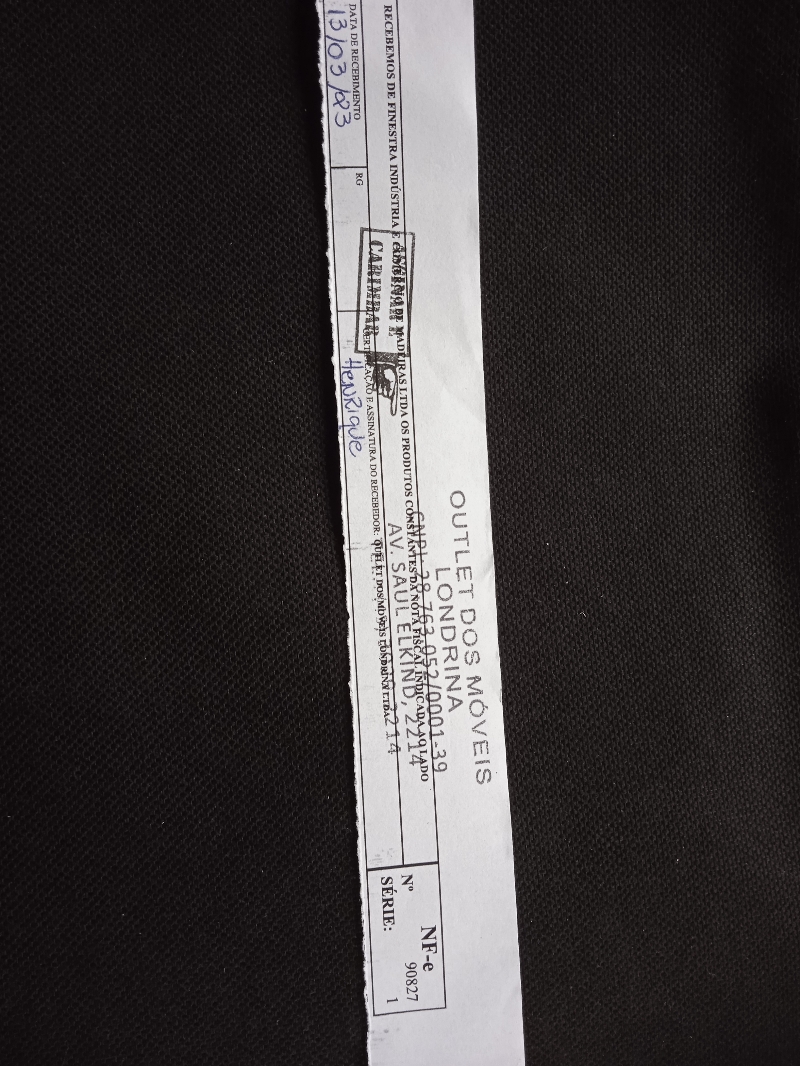 OUTLET DOS MÓVEIS
LONDRINA
CNPJ: 28.763.052/0001-39
AV. SAUL ELKIND, 2214
RECEBEMOS DE FINESTRA INDÚSTRIA E DE MADEIRAS LTDA OS PRODUTOS CONSTANTES DA NOTA FISCAL INDICADA AO LADO
DATA DE RECEBIMENTO
13/03/23
RG
E ASSINATURA DO RECEBEDOR: OUTLET DOS MÓVEIS LONDRINA LTDA
Henrique
2214
NF-e
Nº 90827
SÉRIE: 1